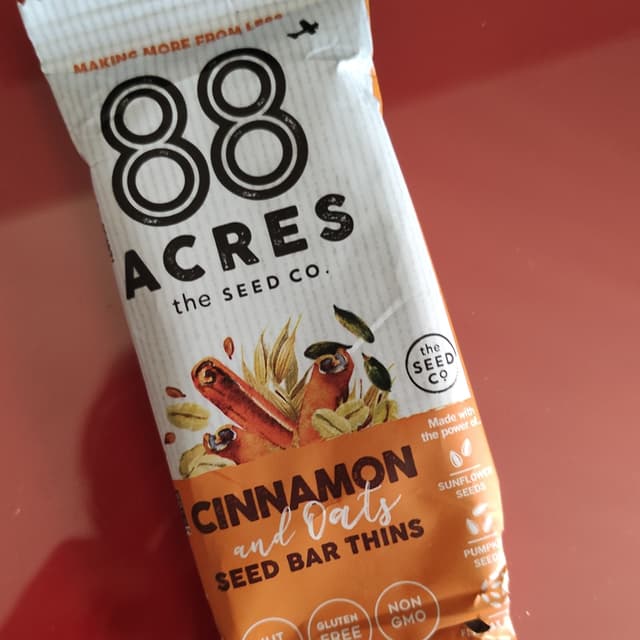 MAKING MORE FROM LESS
88
ACRES
the SEED CO.
the
SEED
CO
Made with
the power of
SUNFLOWER
SEEDS
CINNAMON
and Oats
SEED BAR THINS
GLUTEN
FREE
NON
GMO